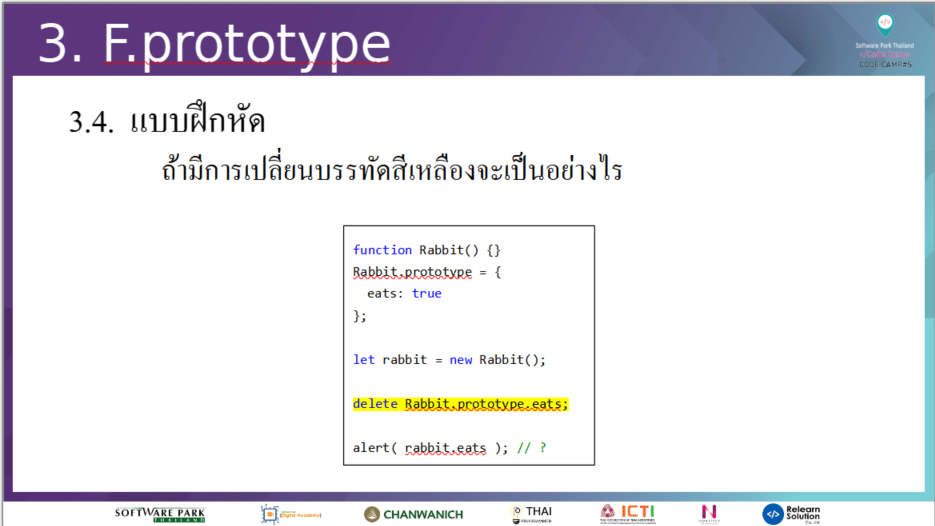 3. F.prototype
Software Park Thailand
CODE CAMP#5
3.4. แบบฝึกหัด
ถ้ามีการเปลี่ยนบรรทัดสีเหลืองจะเป็นอย่างไร
function Rabbit() {}
Rabbit.prototype = {
eats: true
};
let rabbit = new Rabbit();
delete Rabbit.prototype.eats;
alert( rabbit.eats ); // ?
SOFTWARE PARK
THAILAND
Digital Academy
CHANWANICH
THAI
PROGRAMMER
ICTI
Relearn
Solution
Co.,Ltd.